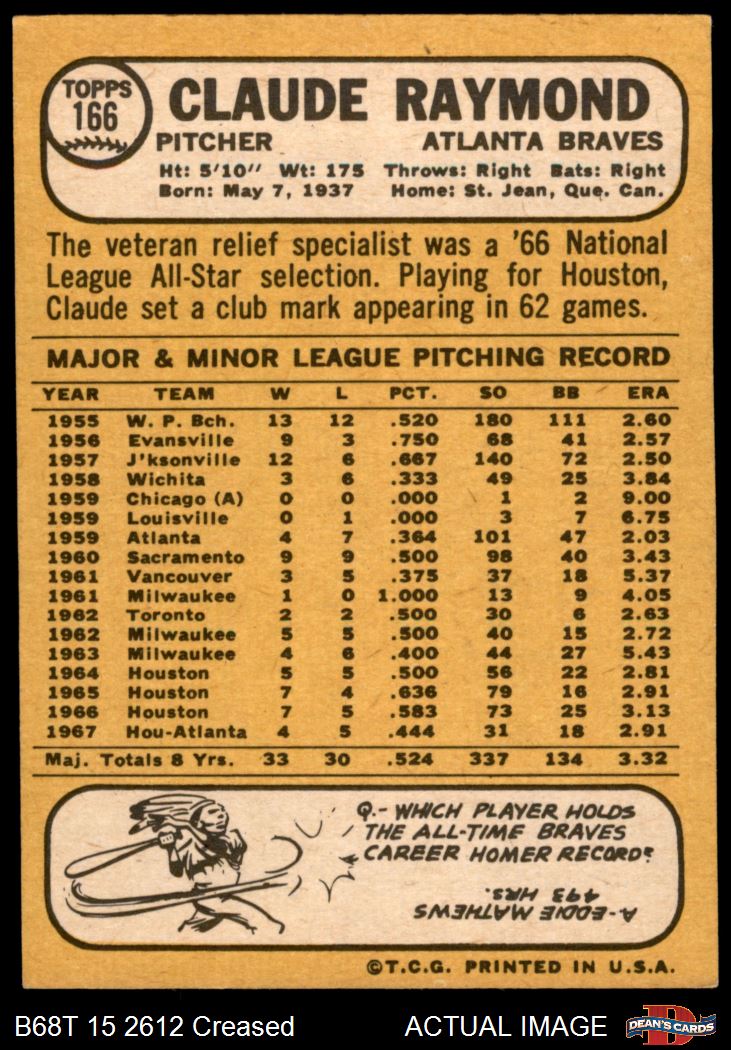 TOPPS
166
CLAUDE RAYMOND
PITCHER ATLANTA BRAVES
Ht: 5'10" Wt: 175 Throws: Right Bats: Right
Born: May 7, 1937 Home: St. Jean, Que. Can.
The veteran relief specialist was a '66 National
League All-Star selection. Playing for Houston,
Claude set a club mark appearing in 62 games.
MAJOR & MINOR LEAGUE PITCHING RECORD
YEAR TEAM W L PCT. SO BB ERA
1955 W. P. Bch. 13 12 .520 180 111 2.60
1956 Evansville 9 3 .750 68 41 2.57
1957 J'ksonville 12 6 .667 140 72 2.50
1958 Wichita 3 6 .333 49 25 3.84
1959 Chicago (A) 0 0 .000 1 2 9.00
1959 Louisville 0 1 .000 3 7 6.75
1959 Atlanta 4 7 .364 101 47 2.03
1960 Sacramento 9 9 .500 98 40 3.43
1961 Vancouver 3 5 .375 37 18 5.37
1961 Milwaukee 1 0 1.000 13 9 4.05
1962 Toronto 2 2 .500 30 6 2.63
1962 Milwaukee 5 5 .500 40 15 2.72
1963 Milwaukee 4 6 .400 44 27 5.43
1964 Houston 5 5 .500 56 22 2.81
1965 Houston 7 4 .636 79 16 2.91
1966 Houston 7 5 .583 73 25 3.13
1967 Hou-Atlanta 4 5 .444 31 18 2.91
Maj. Totals 8 Yrs. 33 30 .524 337 134 3.32
Q.- WHICH PLAYER HOLDS
THE ALL-TIME BRAVES
CAREER HOMER RECORD?
A- EDDIE MATHEWS
493 HRS.
©T.C.G. PRINTED IN U.S.A.
B68T 15 2612 Creased ACTUAL IMAGE
D
DEAN'S CARDS